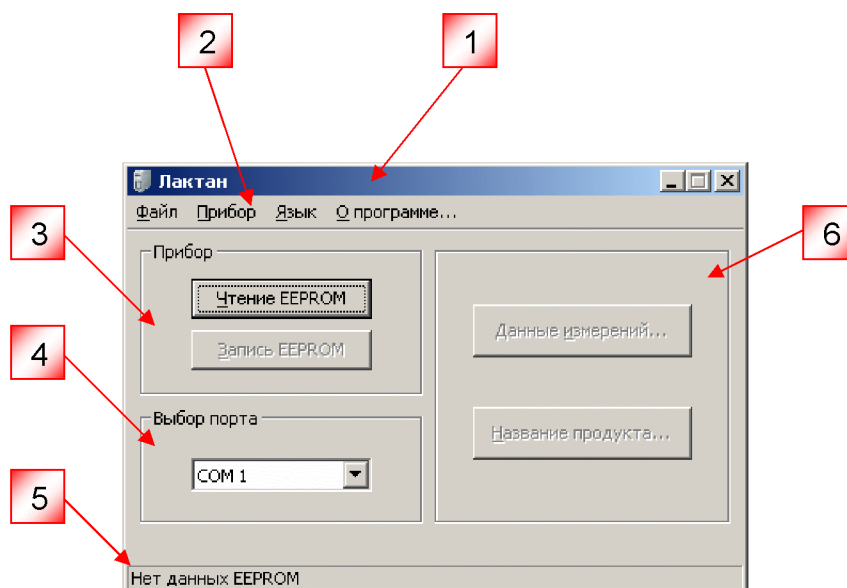 2
1
Лактан
Файл Прибор Язык О программе...
3
6
Прибор
Чтение EEPROM
Данные измерений...
Запись EEPROM
4
Выбор порта
Название продукта...
COM 1
5
Нет данных EEPROM